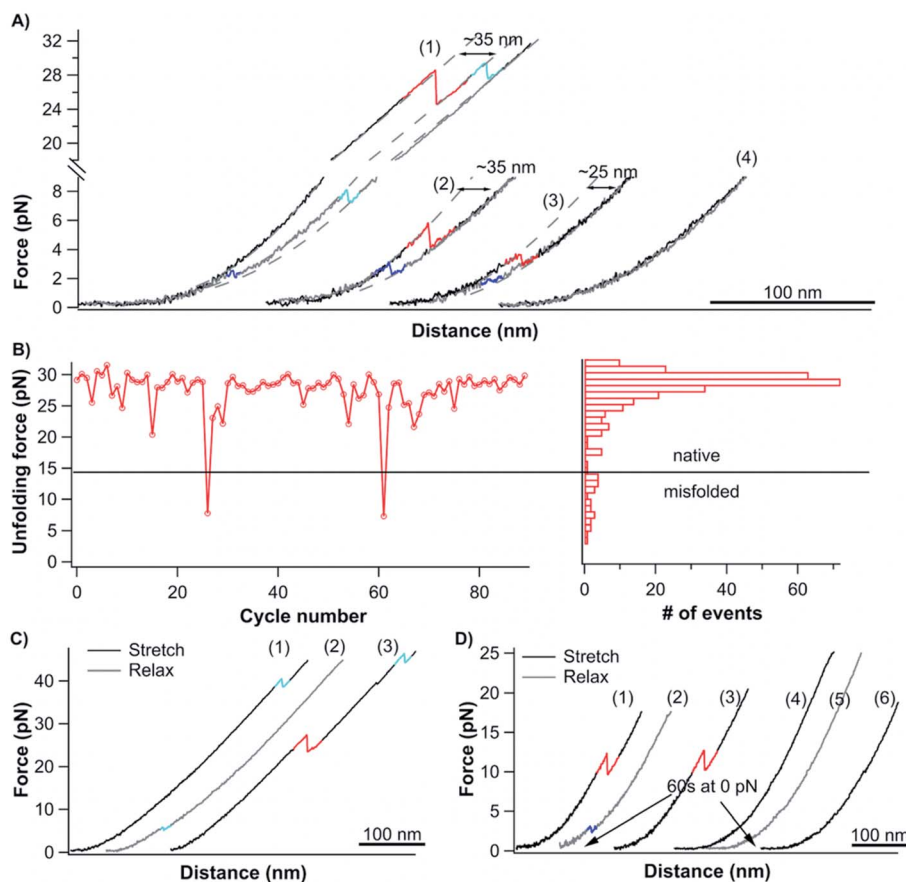 A)
32
28
24
20
18
8
6
4
2
0
Force (pN)
(1)
~35 nm
(2)
~35 nm
(3)
~25 nm
(4)
100 nm
Distance (nm)
B)
30
25
20
15
10
5
0
Unfolding force (pN)
0 20 40 60 80
Cycle number
native
misfolded
0 20 40 60
# of events
C)
Stretch
Relax
(1) (2) (3)
40
20
0
Force (pN)
100 nm
Distance (nm)
D)
Stretch
Relax
25
20
15
10
5
0
Force (pN)
(1) (2) (3) (4) (5) (6)
60s at 0 pN
100 nm
Distance (nm)